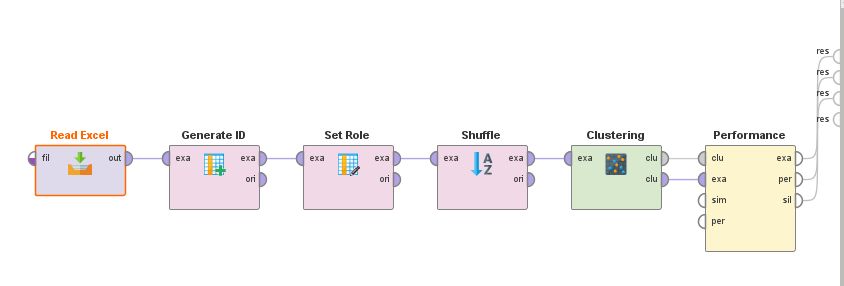 res
res
res
res
Read Excel
Generate ID
Set Role
Shuffle
Clustering
Performance
fil out
exa exa
ori
exa exa
ori
exa exa
ori
A
Z
exa clu
clu
clu exa
exa per
sim sil
per